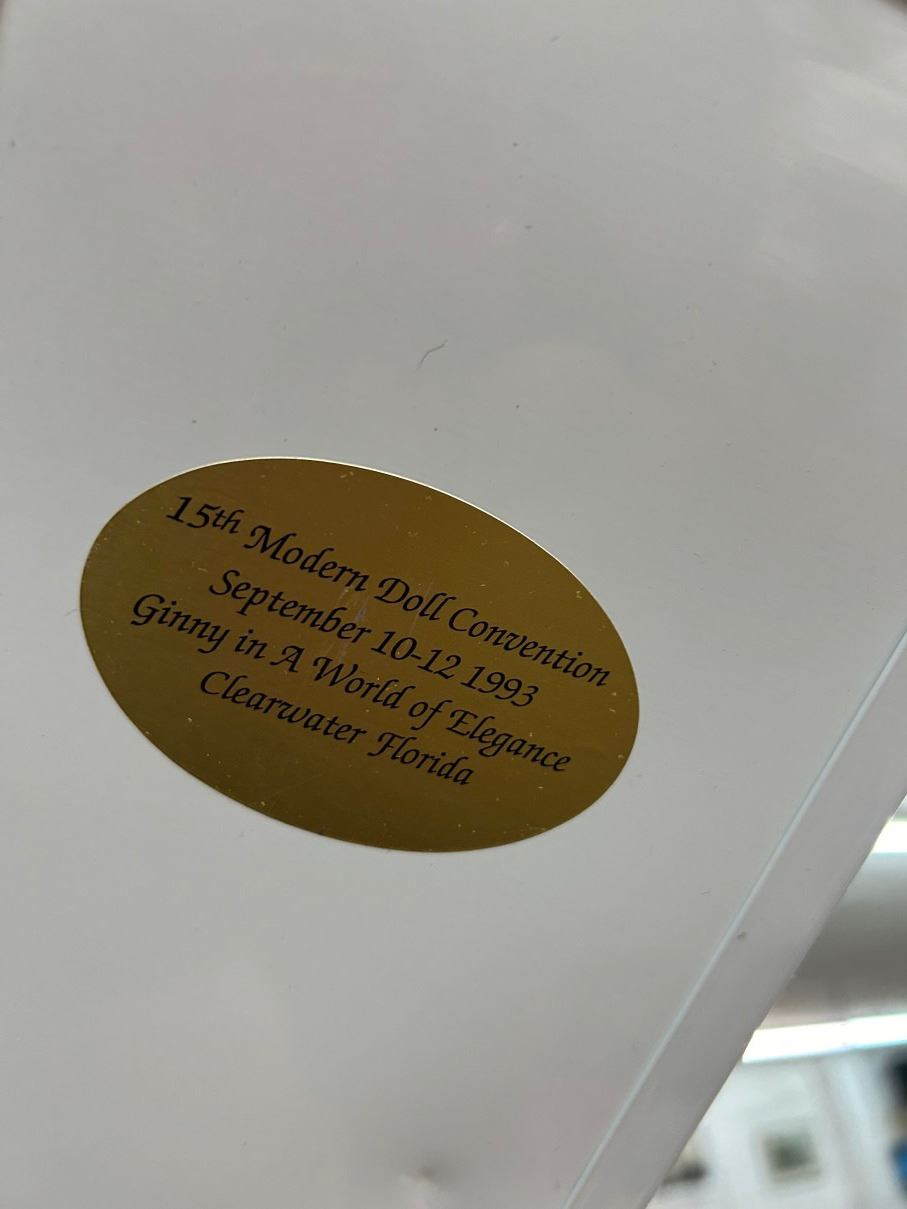 15th Modern Doll Convention
September 10-12 1993
Ginny in A World of Elegance
Clearwater Florida